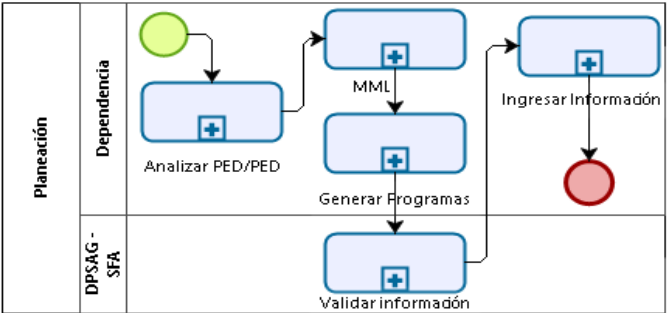 Planeación
Dependencia
DPSAG -
SFA
Analizar PED/PED
MML
Generar Programas
Validar información
Ingresar Información